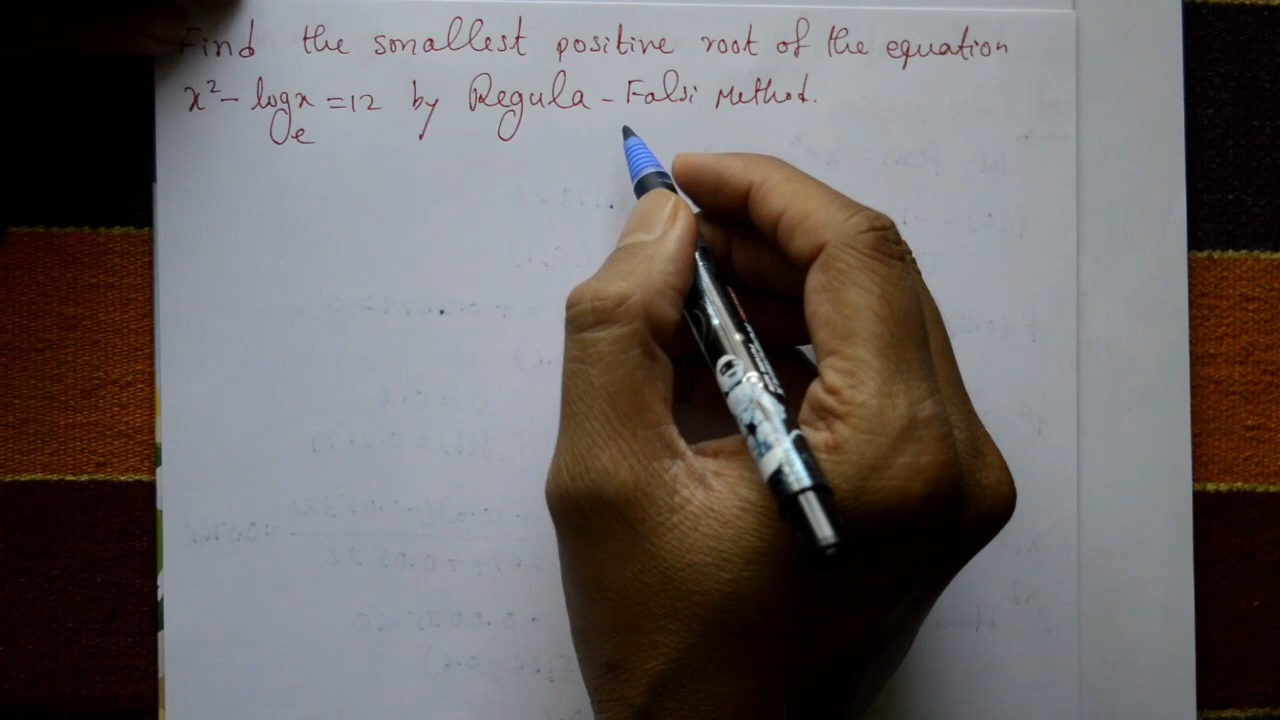 Find the smallest positive root of the equation
x² - logₑx = 12 by Regula - Falsi Method.